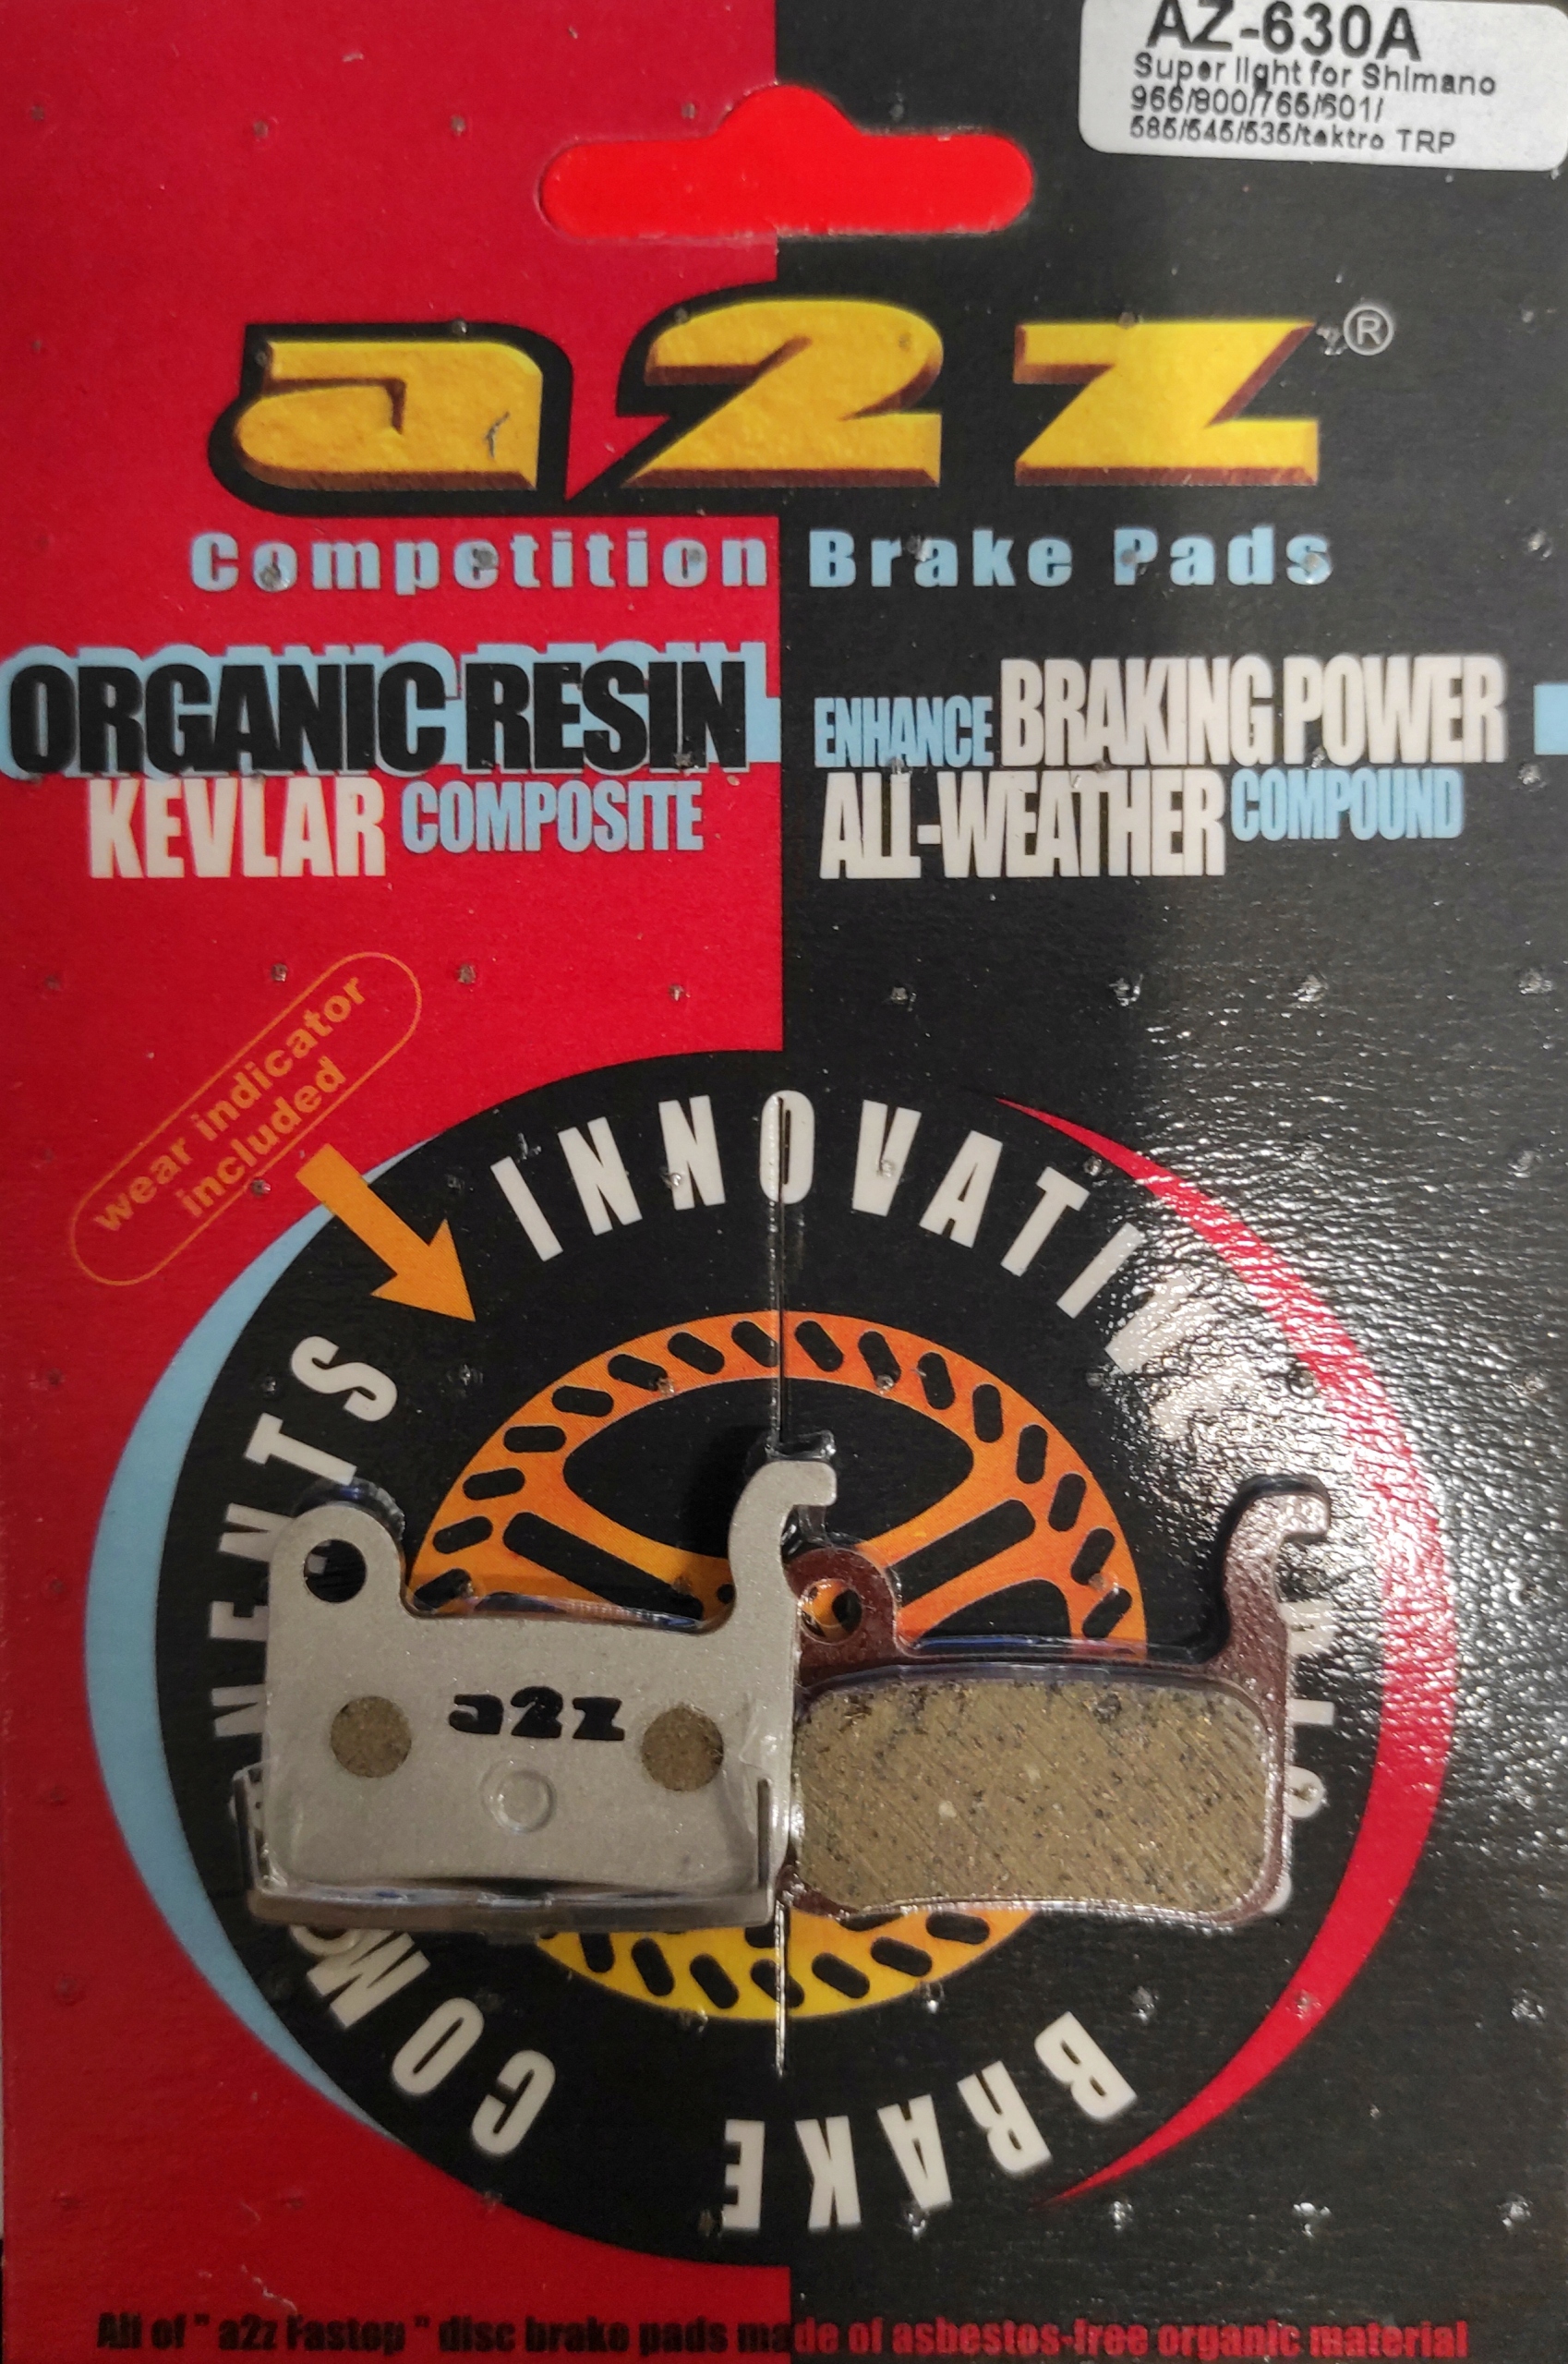 AZ-630A
Super light for Shimano
966/800/765/601/
585/545/535/tektro TRP
a2z®
Competition Brake Pads
ORGANIC RESIN
KEVLAR COMPOSITE
ENHANCE BRAKING POWER
ALL-WEATHER COMPOUND
wear indicator
included
BRAKE
a2z
All of " a2z Fastop " disc brake pads made of asbestos-free organic material